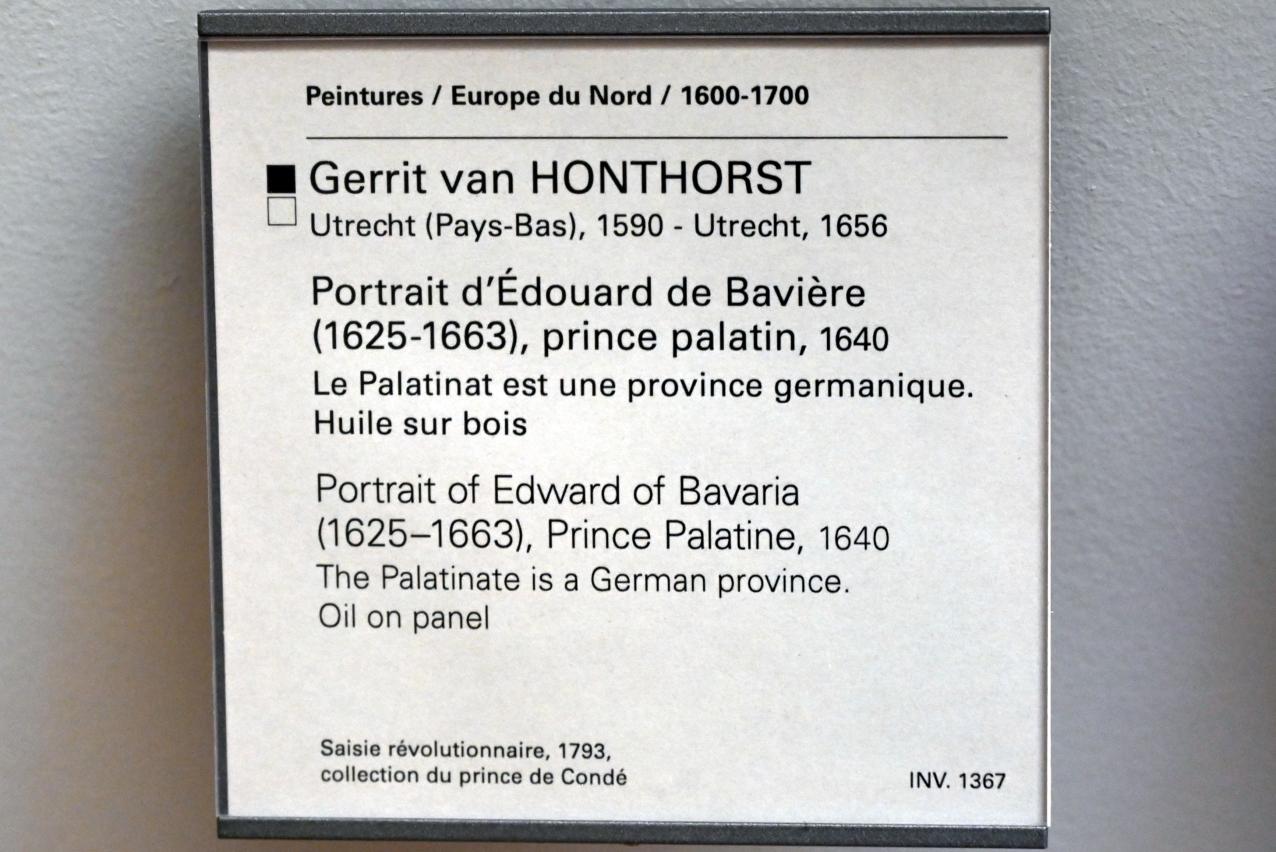 Peintures / Europe du Nord / 1600-1700
Gerrit van HONTHORST
Utrecht (Pays-Bas), 1590 - Utrecht, 1656
Portrait d'Édouard de Bavière
(1625-1663), prince palatin, 1640
Le Palatinat est une province germanique.
Huile sur bois
Portrait of Edward of Bavaria
(1625–1663), Prince Palatine, 1640
The Palatinate is a German province.
Oil on panel
Saisie révolutionnaire, 1793,
collection du prince de Condé
INV. 1367